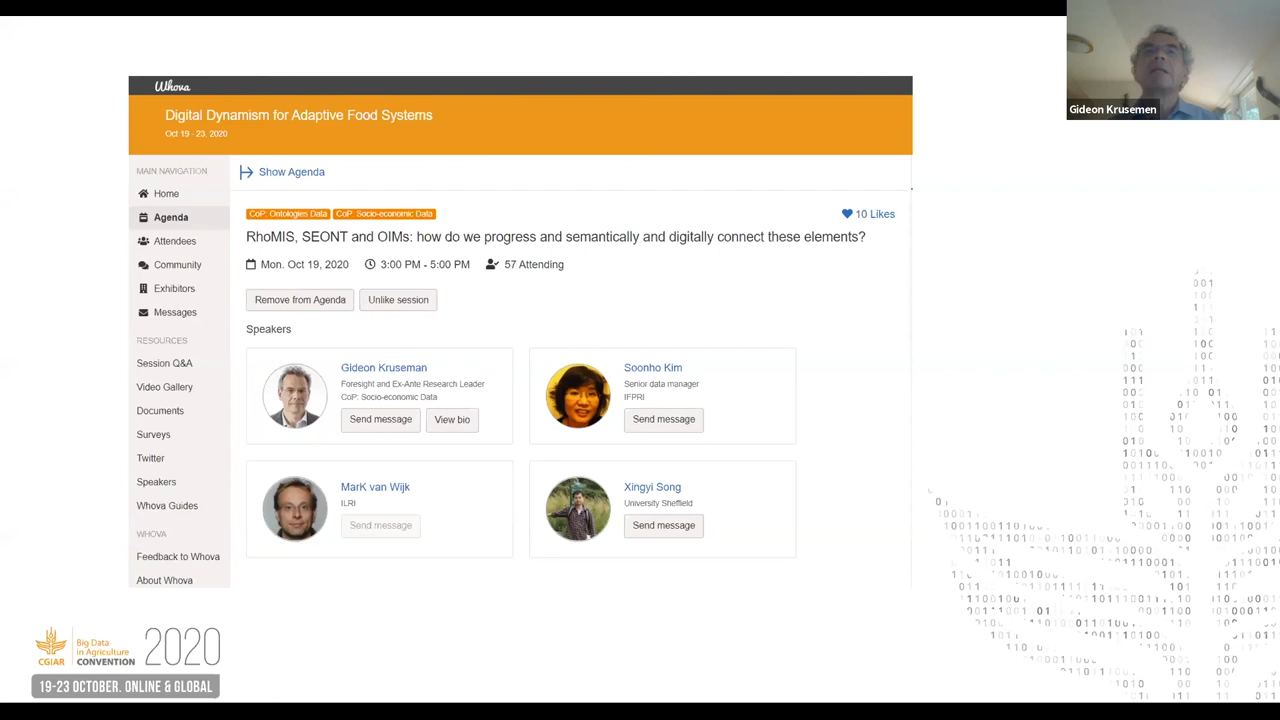 Gideon Krusemen
Whova
Digital Dynamism for Adaptive Food Systems
Oct 19 - 23, 2020
MAIN NAVIGATION
Home
Agenda
Attendees
Community
Exhibitors
Messages
RESOURCES
Session Q&A
Video Gallery
Documents
Surveys
Twitter
Speakers
Whova Guides
WHOVA
Feedback to Whova
About Whova
Show Agenda
CoP: Ontologies Data CoP: Socio-economic Data
10 Likes
RhoMIS, SEONT and OIMs: how do we progress and semantically and digitally connect these elements?
Mon. Oct 19, 2020 3:00 PM - 5:00 PM 57 Attending
Remove from Agenda Unlike session
Speakers
Gideon Kruseman
Foresight and Ex-Ante Research Leader
CoP: Socio-economic Data
Send message View bio
Soonho Kim
Senior data manager
IFPRI
Send message
MarK van Wijk
ILRI
Send message
Xingyi Song
University Sheffield
Send message
CGIAR
Big Data
in Agriculture
CONVENTION
2020
19-23 OCTOBER. ONLINE & GLOBAL